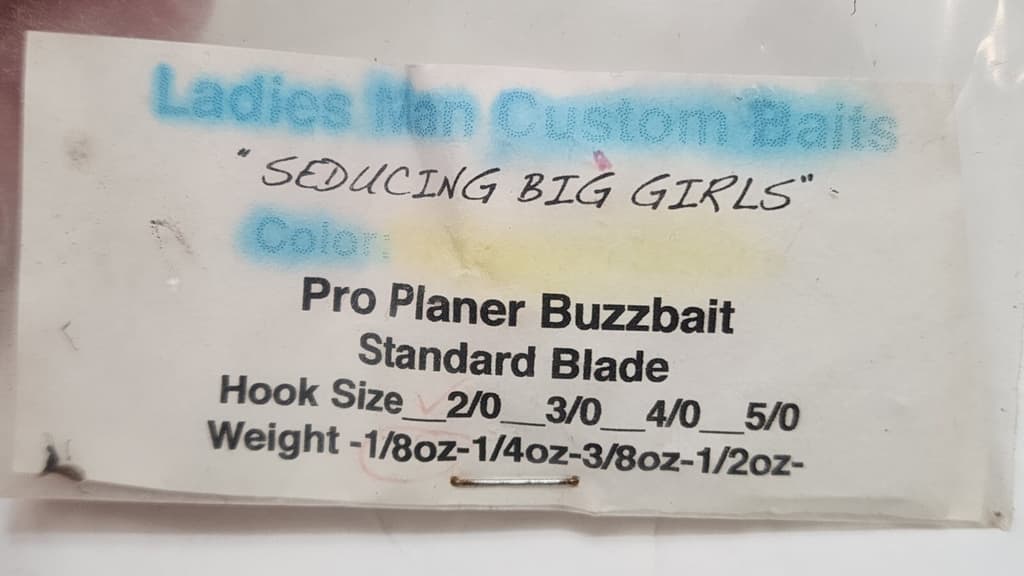 Ladies Man Custom Baits
"SEDUCING BIG GIRLS"
Color:
Pro Planer Buzzbait
Standard Blade
Hook Size__2/0__3/0__4/0__5/0
Weight -1/8oz-1/4oz-3/8oz-1/2oz-